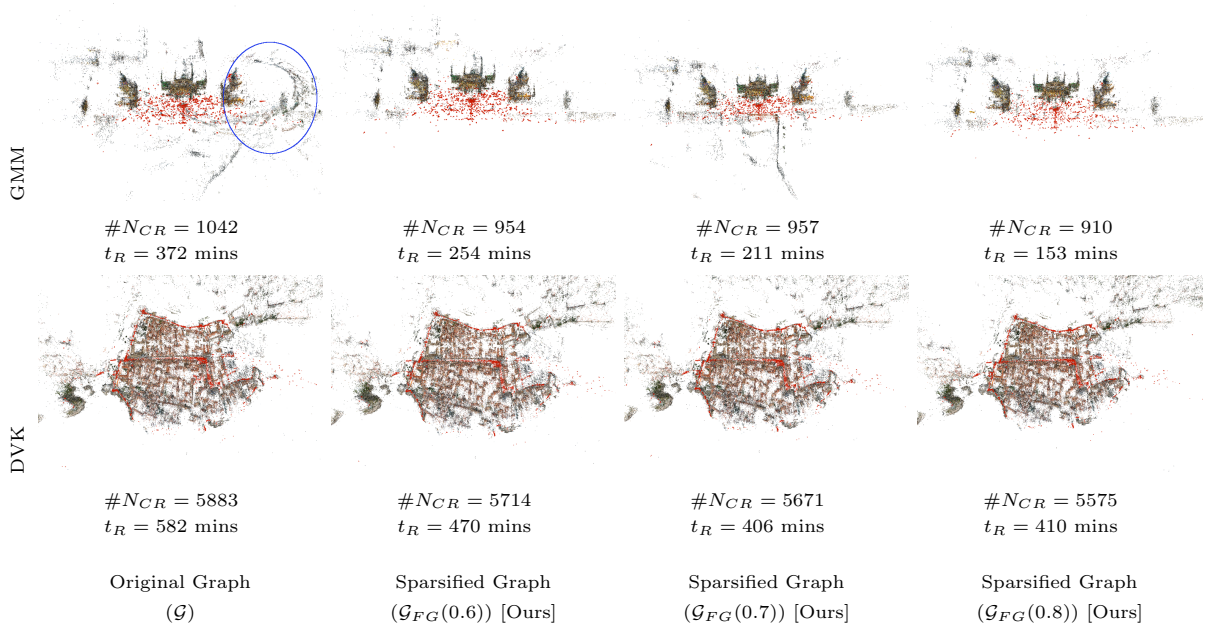 GMM
#N_{CR} = 1042
t_R = 372 mins
#N_{CR} = 954
t_R = 254 mins
#N_{CR} = 957
t_R = 211 mins
#N_{CR} = 910
t_R = 153 mins
DVK
#N_{CR} = 5883
t_R = 582 mins
#N_{CR} = 5714
t_R = 470 mins
#N_{CR} = 5671
t_R = 406 mins
#N_{CR} = 5575
t_R = 410 mins
Original Graph
(𝒢)
Sparsified Graph
(𝒢_{FG}(0.6)) [Ours]
Sparsified Graph
(𝒢_{FG}(0.7)) [Ours]
Sparsified Graph
(𝒢_{FG}(0.8)) [Ours]